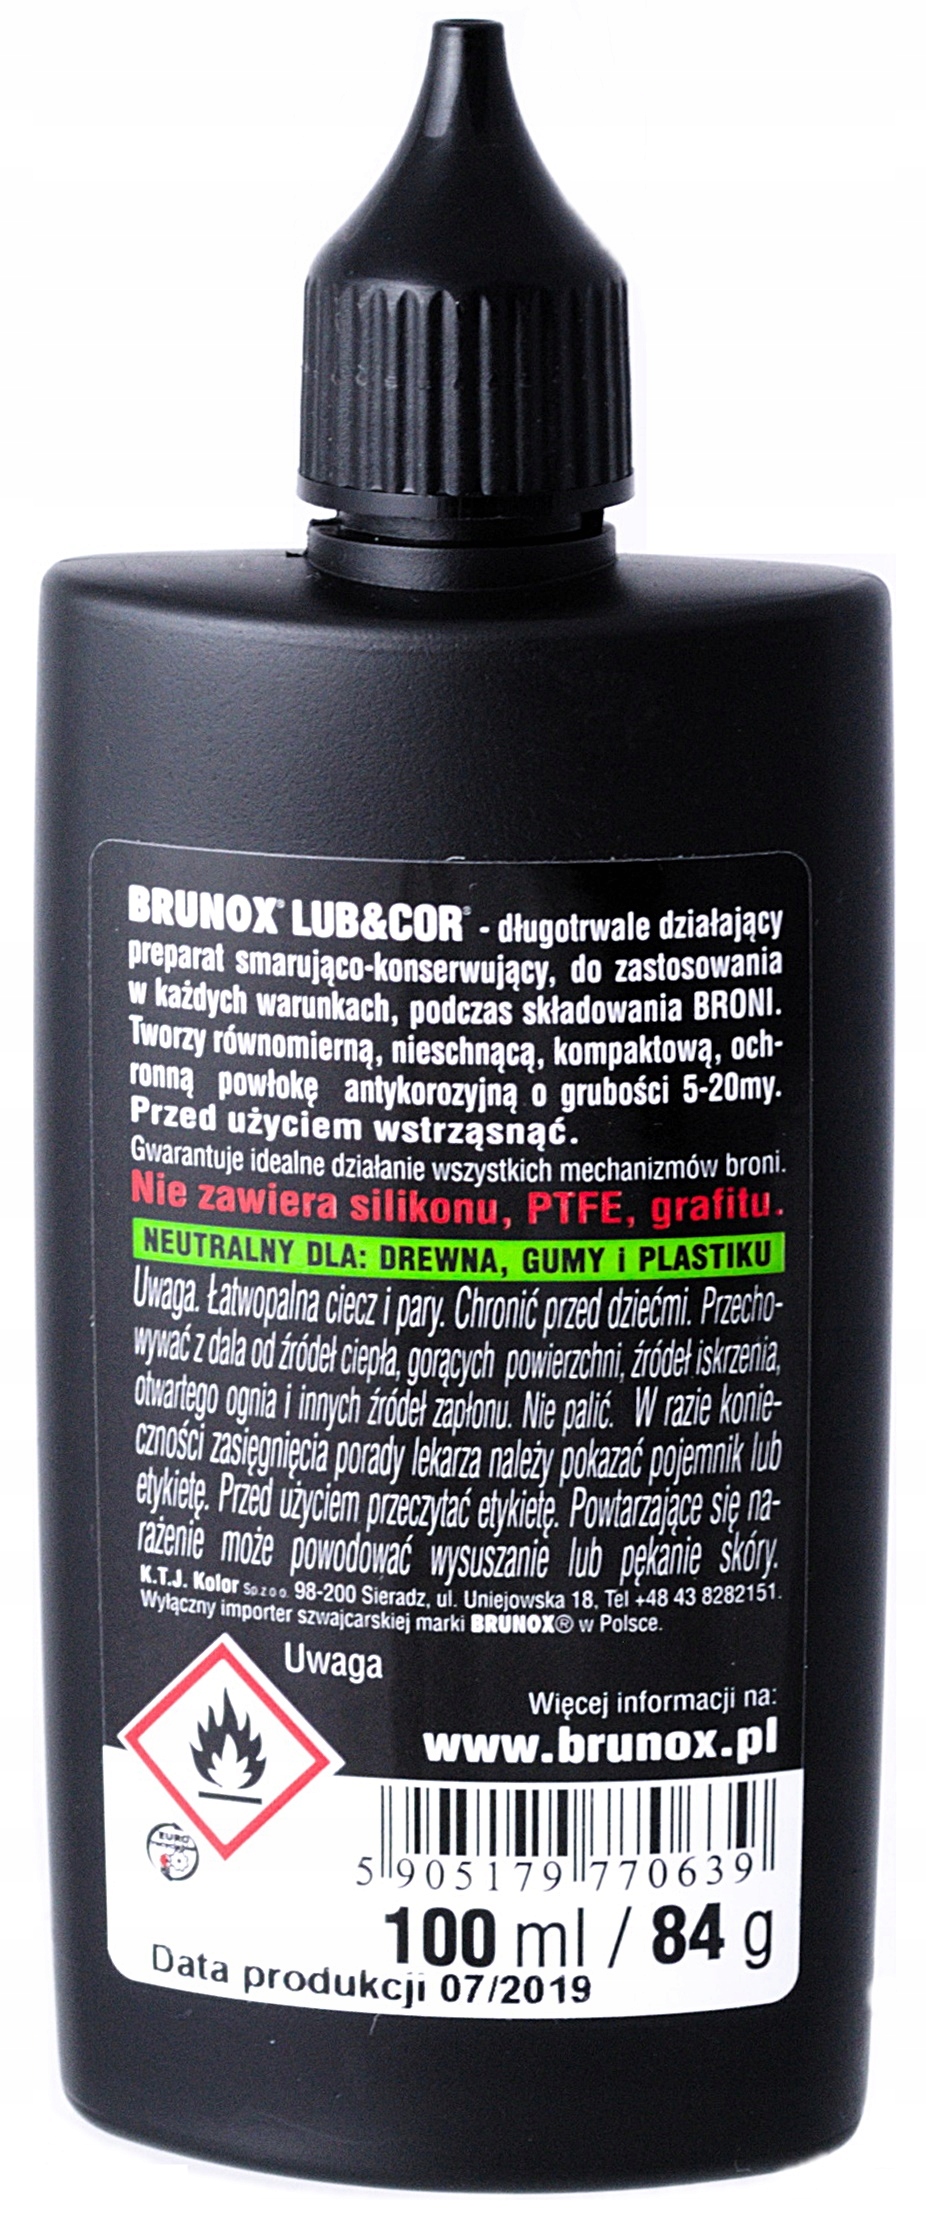 BRUNOX® LUB&COR® - długotrwale działający
preparat smarująco-konserwujący, do zastosowania
w każdych warunkach, podczas składowania BRONI.
Tworzy równomierną, nieschnącą, kompaktową, och-
ronną powłokę antykorozyjną o grubości 5-20my.
Przed użyciem wstrząsnąć.
Gwarantuje idealne działanie wszystkich mechanizmów broni.
Nie zawiera silikonu, PTFE, grafitu.
NEUTRALNY DLA: DREWNA, GUMY i PLASTIKU
Uwaga. Łatwopalna ciecz i pary. Chronić przed dziećmi. Przecho-
wywać z dala od źródeł ciepła, gorących powierzchni, źródeł iskrzenia,
otwartego ognia i innych źródeł zapłonu. Nie palić. W razie konie-
czności zasięgnięcia porady lekarza należy pokazać pojemnik lub
etykietę. Przed użyciem przeczytać etykietę. Powtarzające się na-
rażenie może powodować wysuszanie lub pękanie skóry.
K.T.J. Kolor Sp.z o.o. 98-200 Sieradz, ul. Uniejowska 18, Tel +48 43 8282151.
Wyłączny importer szwajcarskiej marki BRUNOX® w Polsce.
Uwaga
Więcej informacji na:
www.brunox.pl
EURO
5 905179 770639
100 ml / 84 g
Data produkcji 07/2019